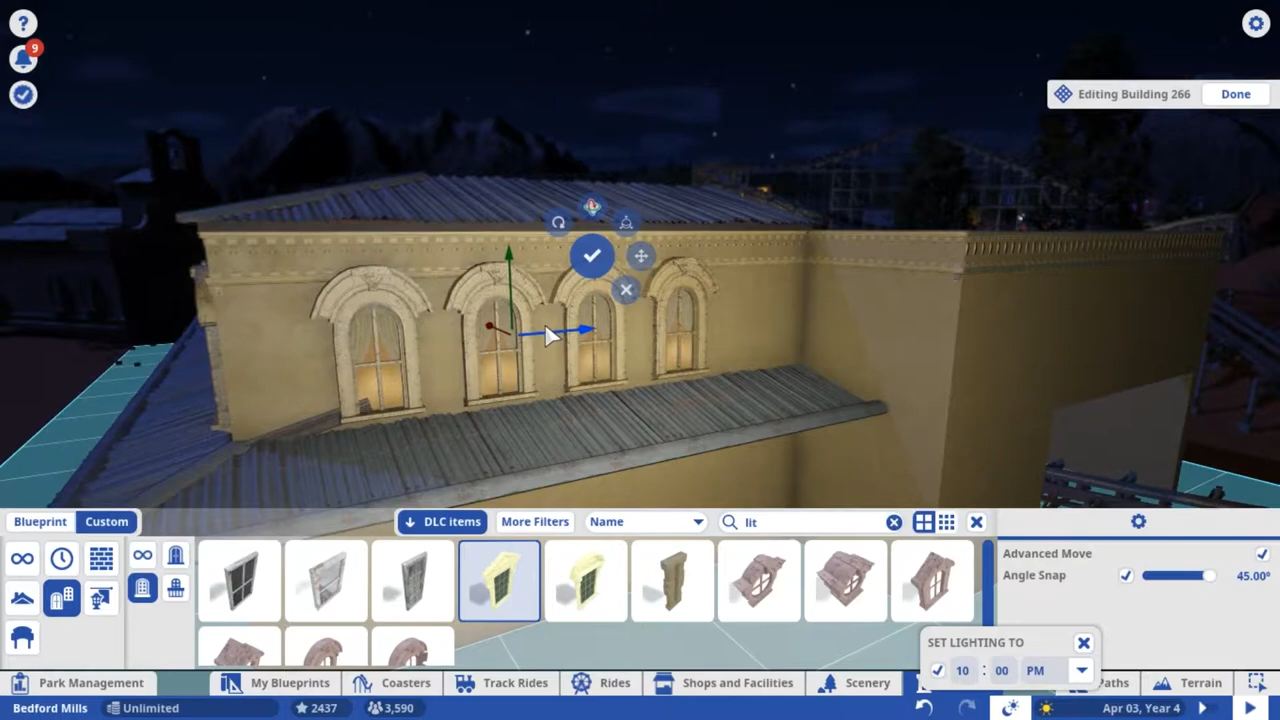 ?
9
Editing Building 266 Done
Blueprint Custom DLC items More Filters Name lit
Advanced Move
Angle Snap 45.00°
SET LIGHTING TO
10 : 00 PM
Park Management My Blueprints Coasters Track Rides Rides Shops and Facilities Scenery Paths Terrain
Bedford Mills Unlimited 2437 3,590 Apr 03, Year 4